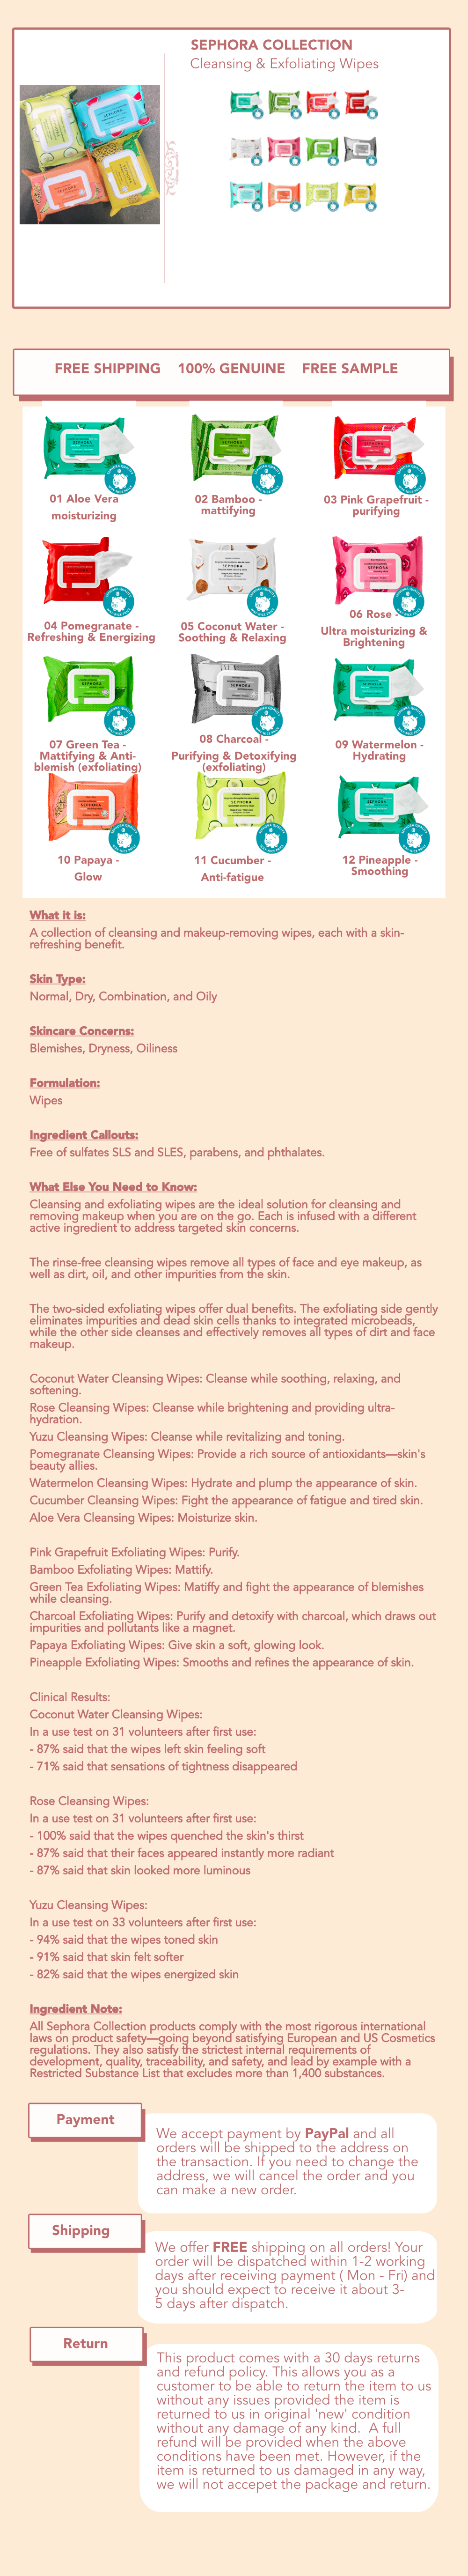 SEPHORA COLLECTION
Cleansing & Exfoliating Wipes
FREE SHIPPING 100% GENUINE FREE SAMPLE
01 Aloe Vera
moisturizing
02 Bamboo -
mattifying
03 Pink Grapefruit -
purifying
04 Pomegranate -
Refreshing & Energizing
05 Coconut Water -
Soothing & Relaxing
06 Rose -
Ultra moisturizing &
Brightening
07 Green Tea -
Mattifying & Anti-
blemish (exfoliating)
08 Charcoal -
Purifying & Detoxifying
(exfoliating)
09 Watermelon -
Hydrating
10 Papaya -
Glow
11 Cucumber -
Anti-fatigue
12 Pineapple -
Smoothing
What it is:
A collection of cleansing and makeup-removing wipes, each with a skin-
refreshing benefit.
Skin Type:
Normal, Dry, Combination, and Oily
Skincare Concerns:
Blemishes, Dryness, Oiliness
Formulation:
Wipes
Ingredient Callouts:
Free of sulfates SLS and SLES, parabens, and phthalates.
What Else You Need to Know:
Cleansing and exfoliating wipes are the ideal solution for cleansing and
removing makeup when you are on the go. Each is infused with a different
active ingredient to address targeted skin concerns.
The rinse-free cleansing wipes remove all types of face and eye makeup, as
well as dirt, oil, and other impurities from the skin.
The two-sided exfoliating wipes offer dual benefits. The exfoliating side gently
eliminates impurities and dead skin cells thanks to integrated microbeads,
while the other side cleanses and effectively removes all types of dirt and face
makeup.
Coconut Water Cleansing Wipes: Cleanse while soothing, relaxing, and
softening.
Rose Cleansing Wipes: Cleanse while brightening and providing ultra-
hydration.
Yuzu Cleansing Wipes: Cleanse while revitalizing and toning.
Pomegranate Cleansing Wipes: Provide a rich source of antioxidants—skin's
beauty allies.
Watermelon Cleansing Wipes: Hydrate and plump the appearance of skin.
Cucumber Cleansing Wipes: Fight the appearance of fatigue and tired skin.
Aloe Vera Cleansing Wipes: Moisturize skin.
Pink Grapefruit Exfoliating Wipes: Purify.
Bamboo Exfoliating Wipes: Mattify.
Green Tea Exfoliating Wipes: Matiffy and fight the appearance of blemishes
while cleansing.
Charcoal Exfoliating Wipes: Purify and detoxify with charcoal, which draws out
impurities and pollutants like a magnet.
Papaya Exfoliating Wipes: Give skin a soft, glowing look.
Pineapple Exfoliating Wipes: Smooths and refines the appearance of skin.
Clinical Results:
Coconut Water Cleansing Wipes:
In a use test on 31 volunteers after first use:
- 87% said that the wipes left skin feeling soft
- 71% said that sensations of tightness disappeared
Rose Cleansing Wipes:
In a use test on 31 volunteers after first use:
- 100% said that the wipes quenched the skin's thirst
- 87% said that their faces appeared instantly more radiant
- 87% said that skin looked more luminous
Yuzu Cleansing Wipes:
In a use test on 33 volunteers after first use:
- 94% said that the wipes toned skin
- 91% said that skin felt softer
- 82% said that the wipes energized skin
Ingredient Note:
All Sephora Collection products comply with the most rigorous international
laws on product safety—going beyond satisfying European and US Cosmetics
regulations. They also satisfy the strictest internal requirements of
development, quality, traceability, and safety, and lead by example with a
Restricted Substance List that excludes more than 1,400 substances.
Payment
We accept payment by PayPal and all
orders will be shipped to the address on
the transaction. If you need to change the
address, we will cancel the order and you
can make a new order.
Shipping
We offer FREE shipping on all orders! Your
order will be dispatched within 1-2 working
days after receiving payment ( Mon - Fri) and
you should expect to receive it about 3-
5 days after dispatch.
Return
This product comes with a 30 days returns
and refund policy. This allows you as a
customer to be able to return the item to us
without any issues provided the item is
returned to us in original 'new' condition
without any damage of any kind. A full
refund will be provided when the above
conditions have been met. However, if the
item is returned to us damaged in any way,
we will not accepet the package and return.